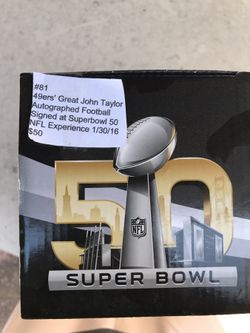 #81
49ers' Great John Taylor
Autographed Football
Signed at Superbowl 50
NFL Experience 1/30/16
$50
50
NFL
SUPER BOWL